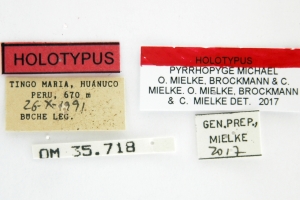 HOLOTYPUS
TINGO MARIA, HUÁNUCO
PERU, 670 m
26-X-1991
BÜCHE LEG.
OM 35.718
HOLOTYPUS
PYRRHOPYGE MICHAEL
O. MIELKE, BROCKMANN & C.
MIELKE. O. MIELKE, BROCKMANN
& C. MIELKE DET. 2017
GEN.PREP.,
MIELKE
2017